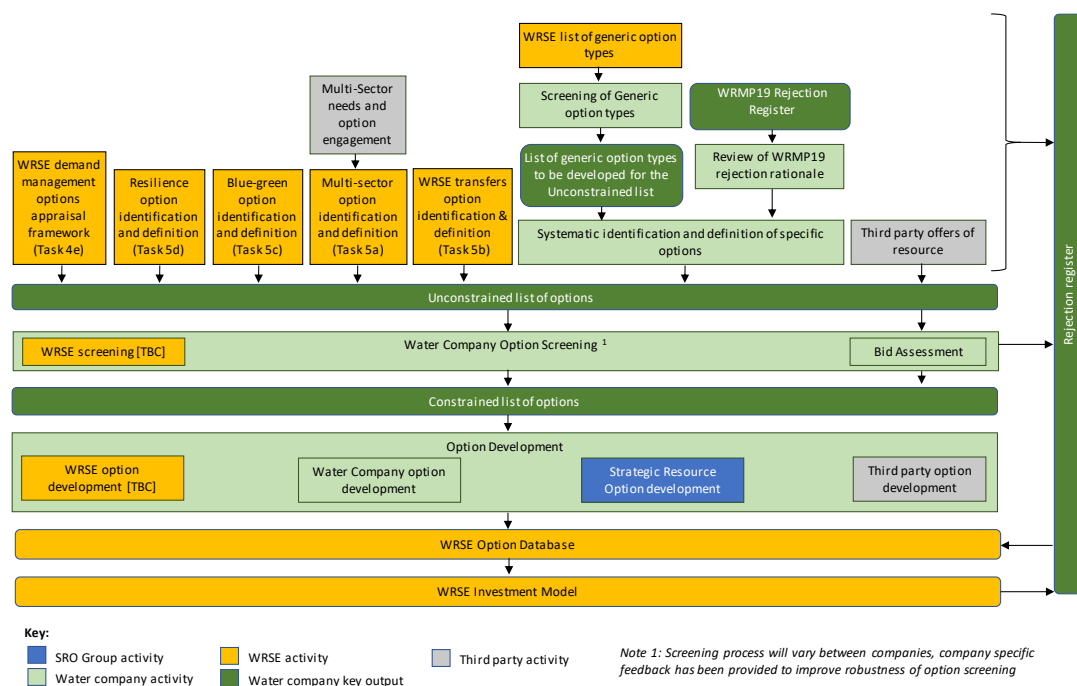 WRSE list of generic option
types
Multi-Sector
needs and
option
engagement
Screening of Generic
option types
WRMP19 Rejection
Register
WRSE demand
management
options
appraisal
framework
(Task 4e)
Resilience
option
identification
and definition
(Task 5d)
Blue-green
option
identification
and definition
(Task 5c)
Multi-sector
option
identification
and definition
(Task 5a)
WRSE transfers
option
identification &
definition
(Task 5b)
List of generic option types
to be developed for the
Unconstrained list
Review of WRMP19
rejection rationale
Systematic identification and definition of specific
options
Third party offers of
resource
Rejection register
Unconstrained list of options
WRSE screening [TBC]
Water Company Option Screening 1
Bid Assessment
Constrained list of options
Option Development
WRSE option
development [TBC]
Water Company option
development
Strategic Resource
Option development
Third party option
development
WRSE Option Database
WRSE Investment Model
Key:
SRO Group activity
WRSE activity
Third party activity
Water company activity
Water company key output
Note 1: Screening process will vary between companies, company specific
feedback has been provided to improve robustness of option screening